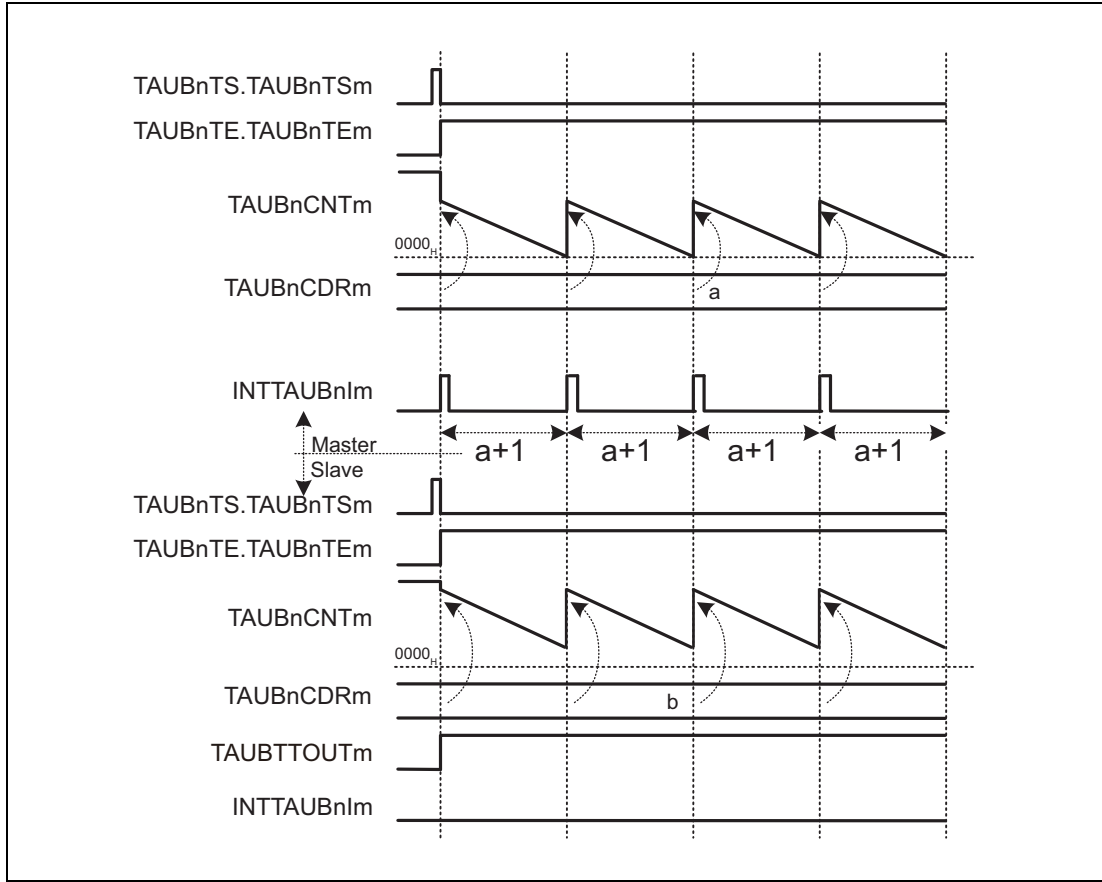 TAUBnTS.TAUBnTSm
TAUBnTE.TAUBnTEm
TAUBnCNTm
0000H
TAUBnCDRm
a
INTTAUBnIm
a+1 a+1 a+1 a+1
Master
Slave
TAUBnTS.TAUBnTSm
TAUBnTE.TAUBnTEm
TAUBnCNTm
0000H
TAUBnCDRm
b
TAUBTTOUTm
INTTAUBnIm